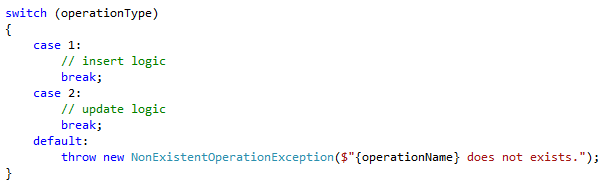 switch (operationType)
{
    case 1:
        // insert logic
        break;
    case 2:
        // update logic
        break;
    default:
        throw new NonExistentOperationException($"{operationName} does not exists.");
}